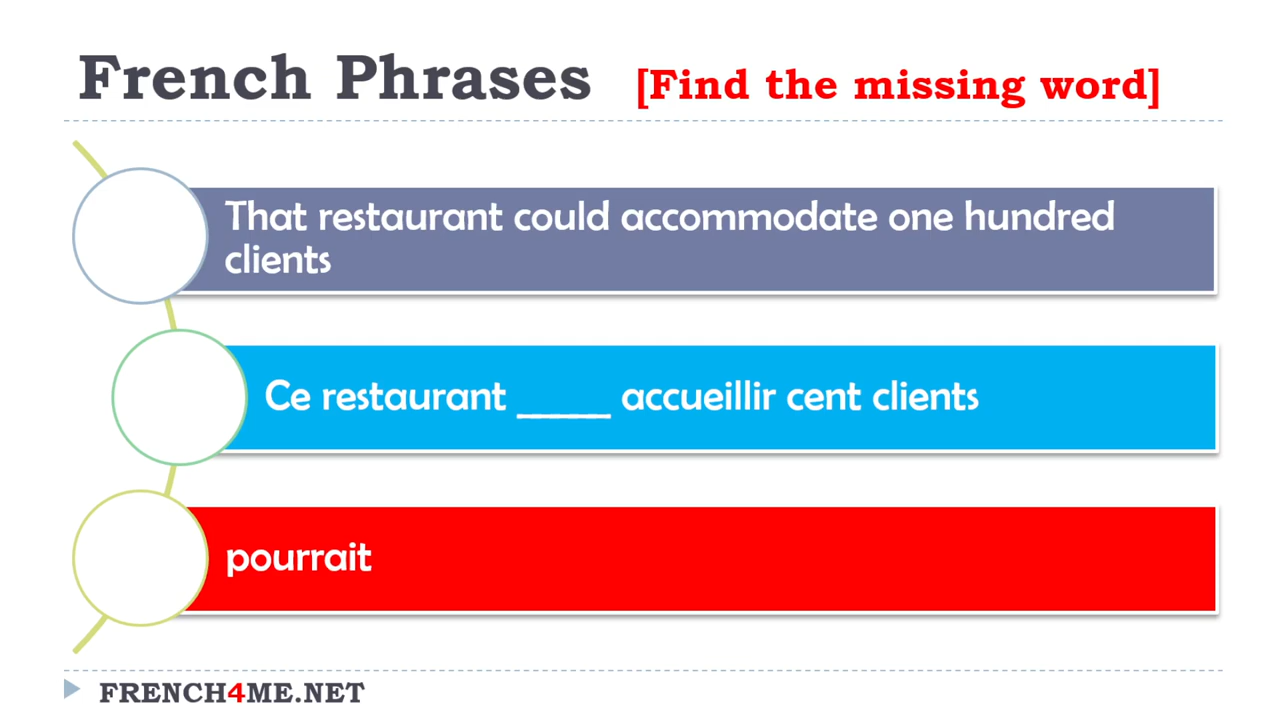 French Phrases [Find the missing word]
That restaurant could accommodate one hundred
clients
Ce restaurant _____ accueillir cent clients
pourrait
FRENCH4ME.NET